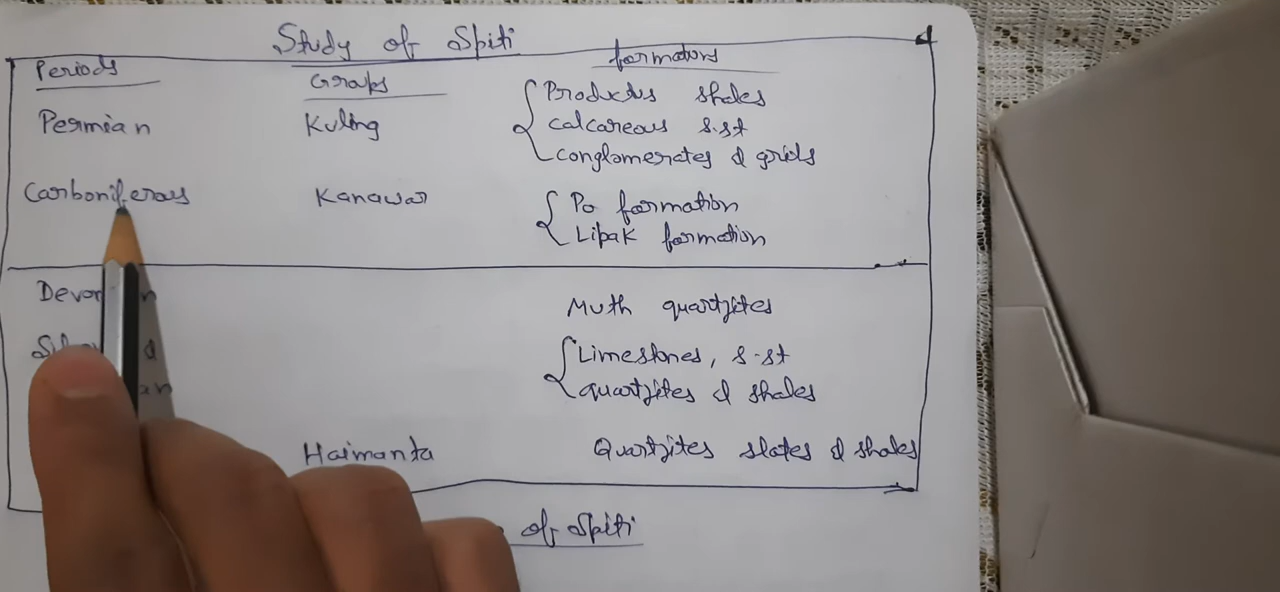 Study of Spiti
Periods Groups formations
Permian Kuling Productus shales
calcareous s.st
conglomerates & grids
Carboniferous Kanawar Po formation
Lipak formation
Muth quartzites
Limestones, s-st
quartzites & shales
Haimanta Quartzites slates & shales
of Spiti